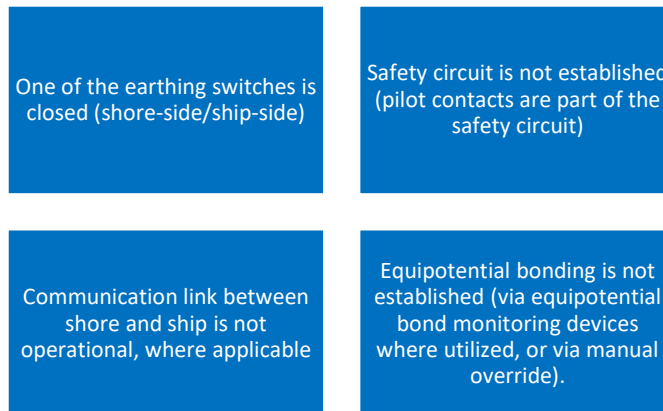 One of the earthing switches is
closed (shore-side/ship-side)
Safety circuit is not established
(pilot contacts are part of the
safety circuit)
Communication link between
shore and ship is not
operational, where applicable
Equipotential bonding is not
established (via equipotential
bond monitoring devices
where utilized, or via manual
override).